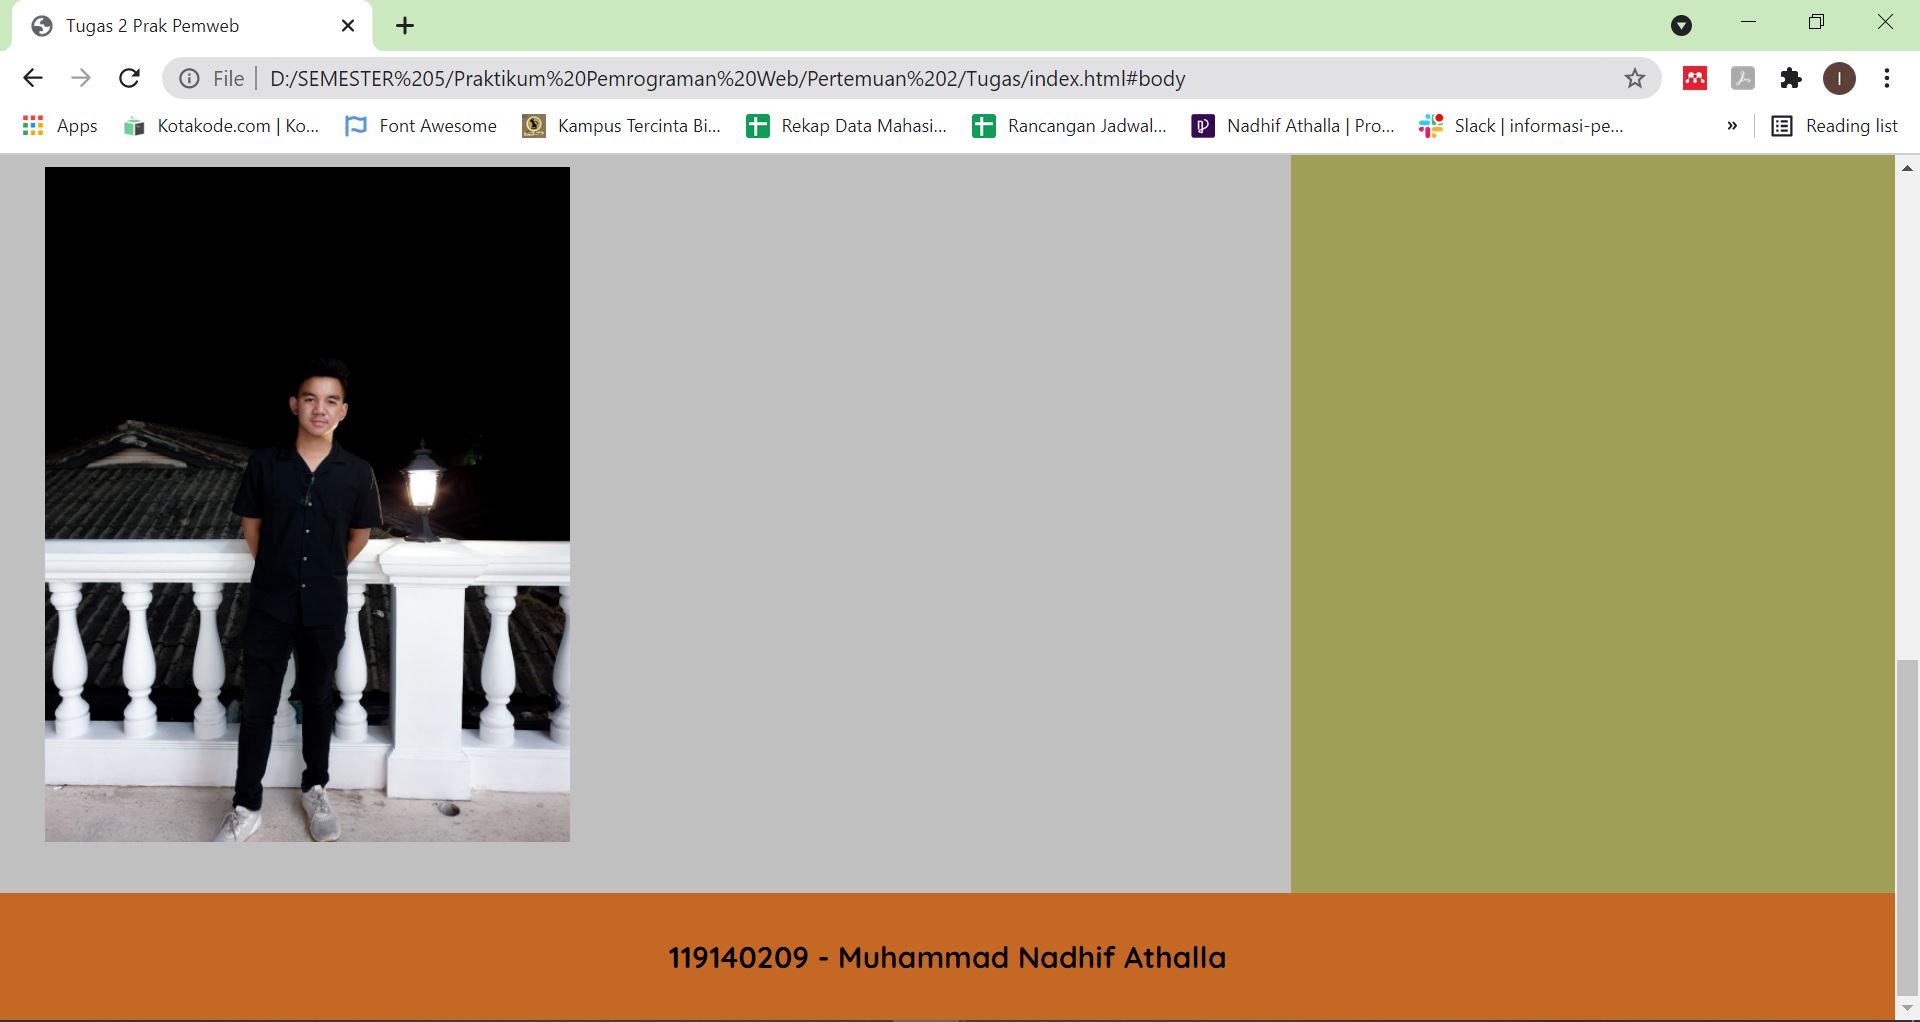 Tugas 2 Prak Pemweb
File
D:/SEMESTER%205/Praktikum%20Pemrograman%20Web/Pertemuan%202/Tugas/index.html#body
I
Apps
Kotakode.com | Ko...
Font Awesome
Kampus Tercinta Bi...
Rekap Data Mahasi...
Rancangan Jadwal...
Nadhif Athalla | Pro...
Slack | informasi-pe...
»
Reading list
119140209 - Muhammad Nadhif Athalla